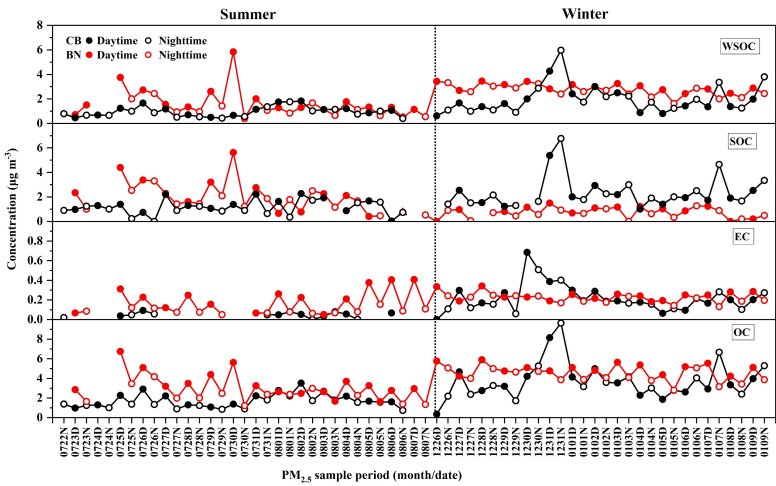 Summer
Winter
CB
Daytime
Nighttime
BN
Daytime
Nighttime
WSOC
8
6
4
2
0
SOC
6
4
2
0
EC
0.8
0.6
0.4
0.2
0.0
OC
8
6
4
2
0
Concentration (μg m-3)
0722N
0723D
0723N
0724D
0724N
0725D
0725N
0726D
0726N
0727D
0727N
0728D
0728N
0729D
0729N
0730D
0730N
0731D
0731N
0801D
0801N
0802D
0802N
0803D
0803N
0804D
0804N
0805D
0805N
0806D
0806N
0807D
0807N
1226D
1226N
1227D
1227N
1228D
1228N
1229D
1229N
1230D
1230N
1231D
1231N
0101D
0101N
0102D
0102N
0103D
0103N
0104D
0104N
0105D
0105N
0106D
0106N
0107D
0107N
0108D
0108N
0109D
0109N
PM2.5 sample period (month/date)